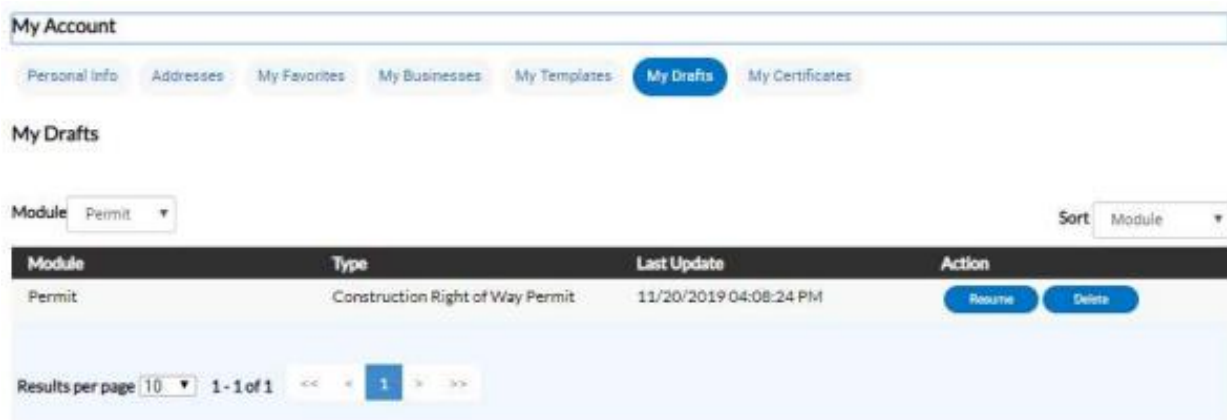 My Account
Personal Info Addresses My Favorites My Businesses My Templates My Drafts My Certificates
My Drafts
Module Permit ▼ Sort Module ▼
Module Type Last Update Action
Permit Construction Right of Way Permit 11/20/2019 04:08:24 PM Resume Delete
Results per page 10 ▼ 1 - 1 of 1 << < 1 > >>